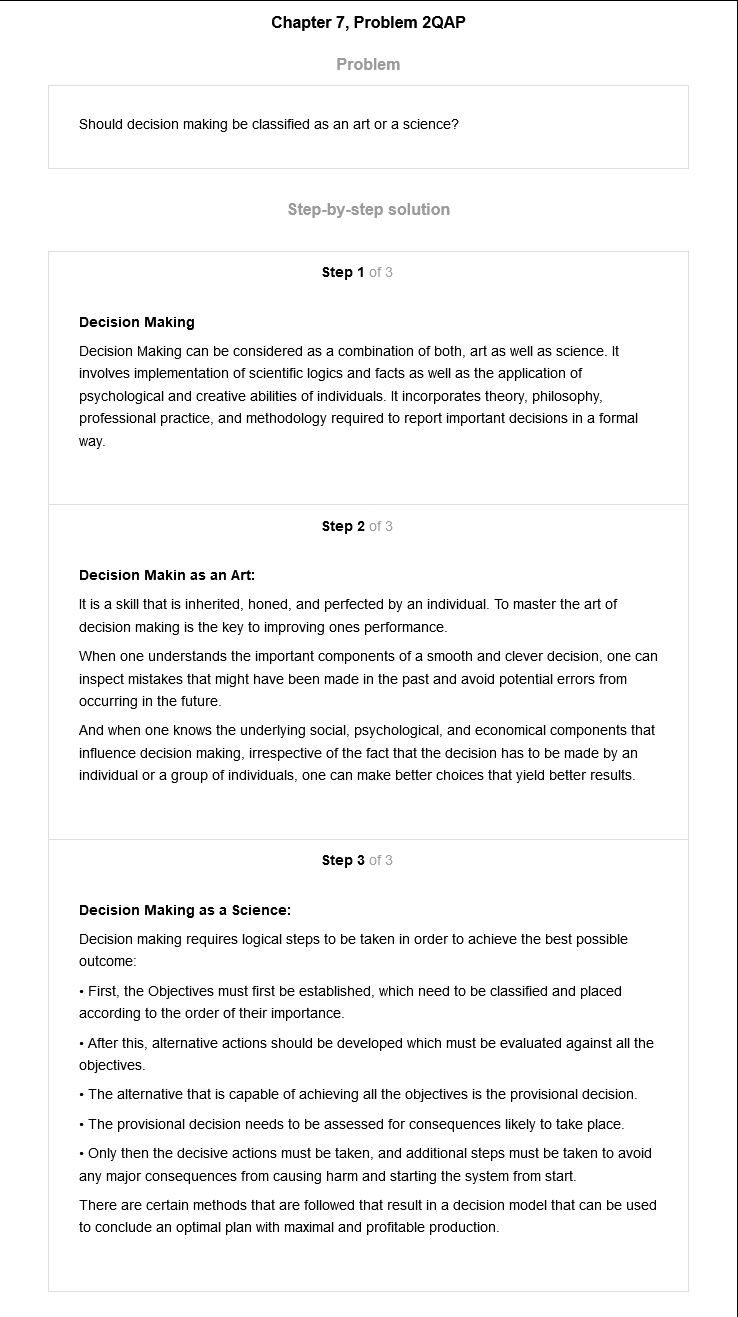 Chapter 7, Problem 2QAP
Problem
Should decision making be classified as an art or a science?
Step-by-step solution
Step 1 of 3
Decision Making
Decision Making can be considered as a combination of both, art as well as science. It
involves implementation of scientific logics and facts as well as the application of
psychological and creative abilities of individuals. It incorporates theory, philosophy,
professional practice, and methodology required to report important decisions in a formal
way.
Step 2 of 3
Decision Makin as an Art:
It is a skill that is inherited, honed, and perfected by an individual. To master the art of
decision making is the key to improving ones performance.
When one understands the important components of a smooth and clever decision, one can
inspect mistakes that might have been made in the past and avoid potential errors from
occurring in the future.
And when one knows the underlying social, psychological, and economical components that
influence decision making, irrespective of the fact that the decision has to be made by an
individual or a group of individuals, one can make better choices that yield better results.
Step 3 of 3
Decision Making as a Science:
Decision making requires logical steps to be taken in order to achieve the best possible
outcome:
• First, the Objectives must first be established, which need to be classified and placed
according to the order of their importance.
• After this, alternative actions should be developed which must be evaluated against all the
objectives.
• The alternative that is capable of achieving all the objectives is the provisional decision.
• The provisional decision needs to be assessed for consequences likely to take place.
• Only then the decisive actions must be taken, and additional steps must be taken to avoid
any major consequences from causing harm and starting the system from start.
There are certain methods that are followed that result in a decision model that can be used
to conclude an optimal plan with maximal and profitable production.